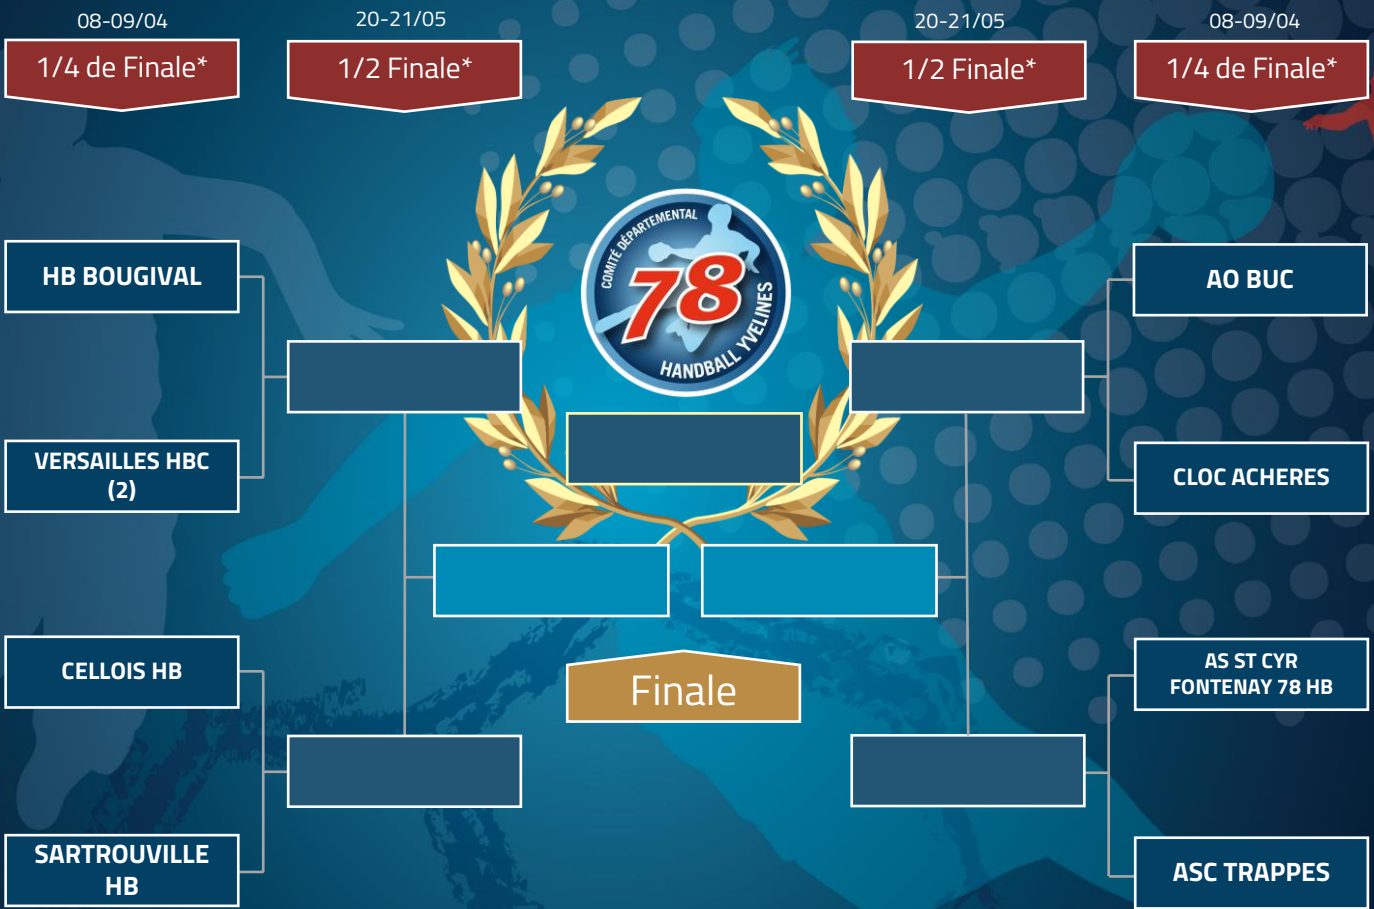 08-09/04
20-21/05
20-21/05
08-09/04
1/4 de Finale*
1/2 Finale*
1/2 Finale*
1/4 de Finale*
COMITÉ DÉPARTEMENTAL
78
HANDBALL YVELINES
HB BOUGIVAL
AO BUC
VERSAILLES HBC
(2)
CLOC ACHERES
CELLOIS HB
AS ST CYR
FONTENAY 78 HB
Finale
SARTROUVILLE
HB
ASC TRAPPES